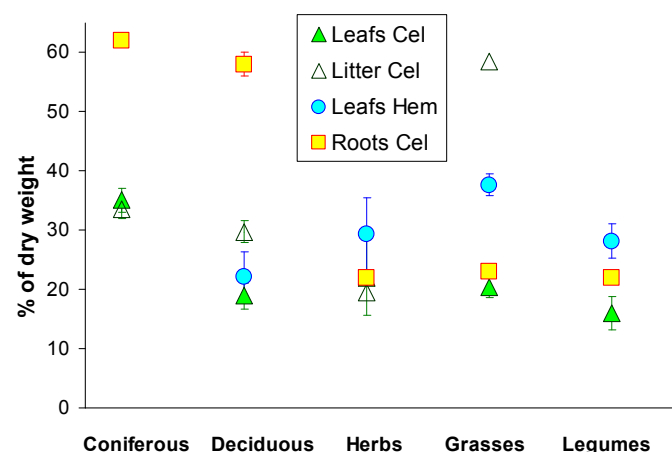 60
50
40
30
20
10
0
% of dry weight
Leafs Cel
Litter Cel
Leafs Hem
Roots Cel
Coniferous Deciduous Herbs Grasses Legumes